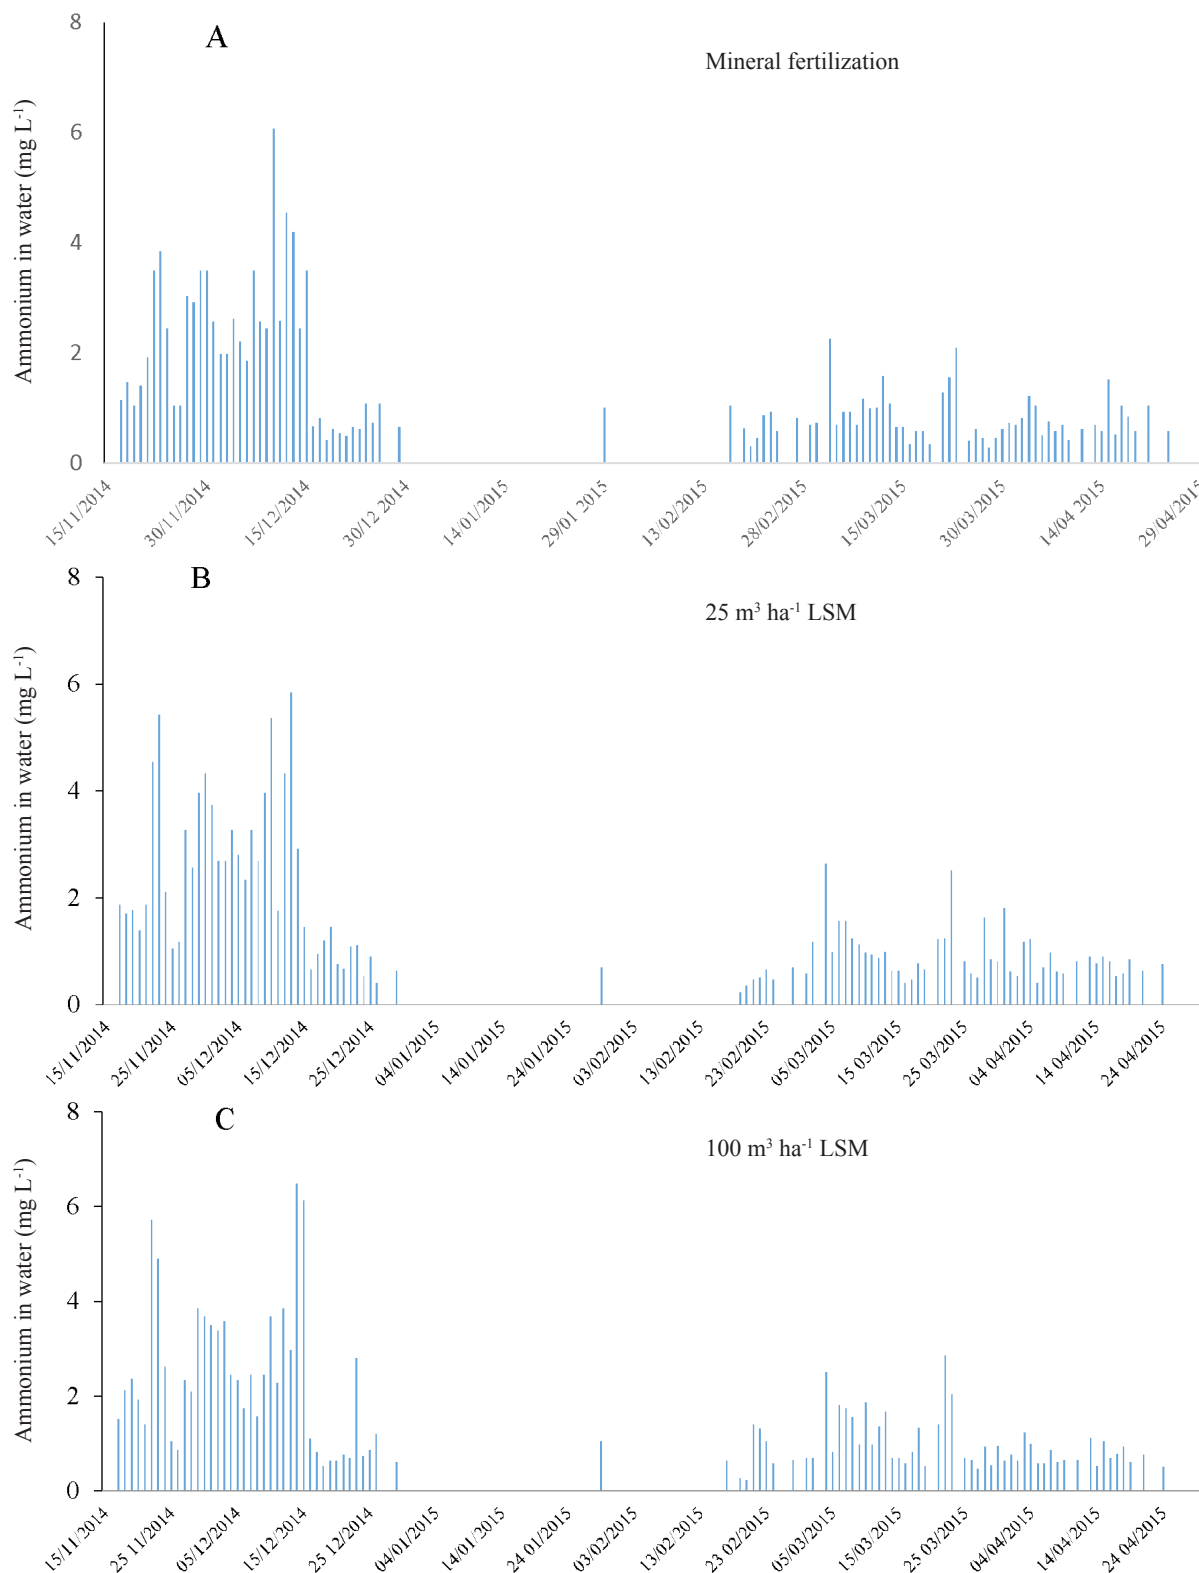 A
Mineral fertilization
Ammonium in water (mg L⁻¹)
8
6
4
2
0
15/11/2014 30/11/2014 15/12/2014 30/12 2014 14/01/2015 29/01 2015 13/02/2015 28/02/2015 15/03/2015 30/03/2015 14/04 2015 29/04/2015
B
25 m³ ha⁻¹ LSM
Ammonium in water (mg L⁻¹)
8
6
4
2
0
15/11/2014 25/11/2014 05/12/2014 15/12/2014 25/12/2014 04/01/2015 14/01/2015 24/01/2015 03/02/2015 13/02/2015 23/02/2015 05/03/2015 15 03/2015 25 03/2015 04 04/2015 14 04/2015 24 04/2015
C
100 m³ ha⁻¹ LSM
Ammonium in water (mg L⁻¹)
8
6
4
2
0
15/11/2014 25 11/2014 05/12/2014 15/12/2014 25 12/2014 04/01/2015 14/01/2015 24 01/2015 03/02/2015 13/02 2015 23 02/2015 05/03/2015 15/03/2015 25 03/2015 04/04/2015 14/04/2015 24 04/2015